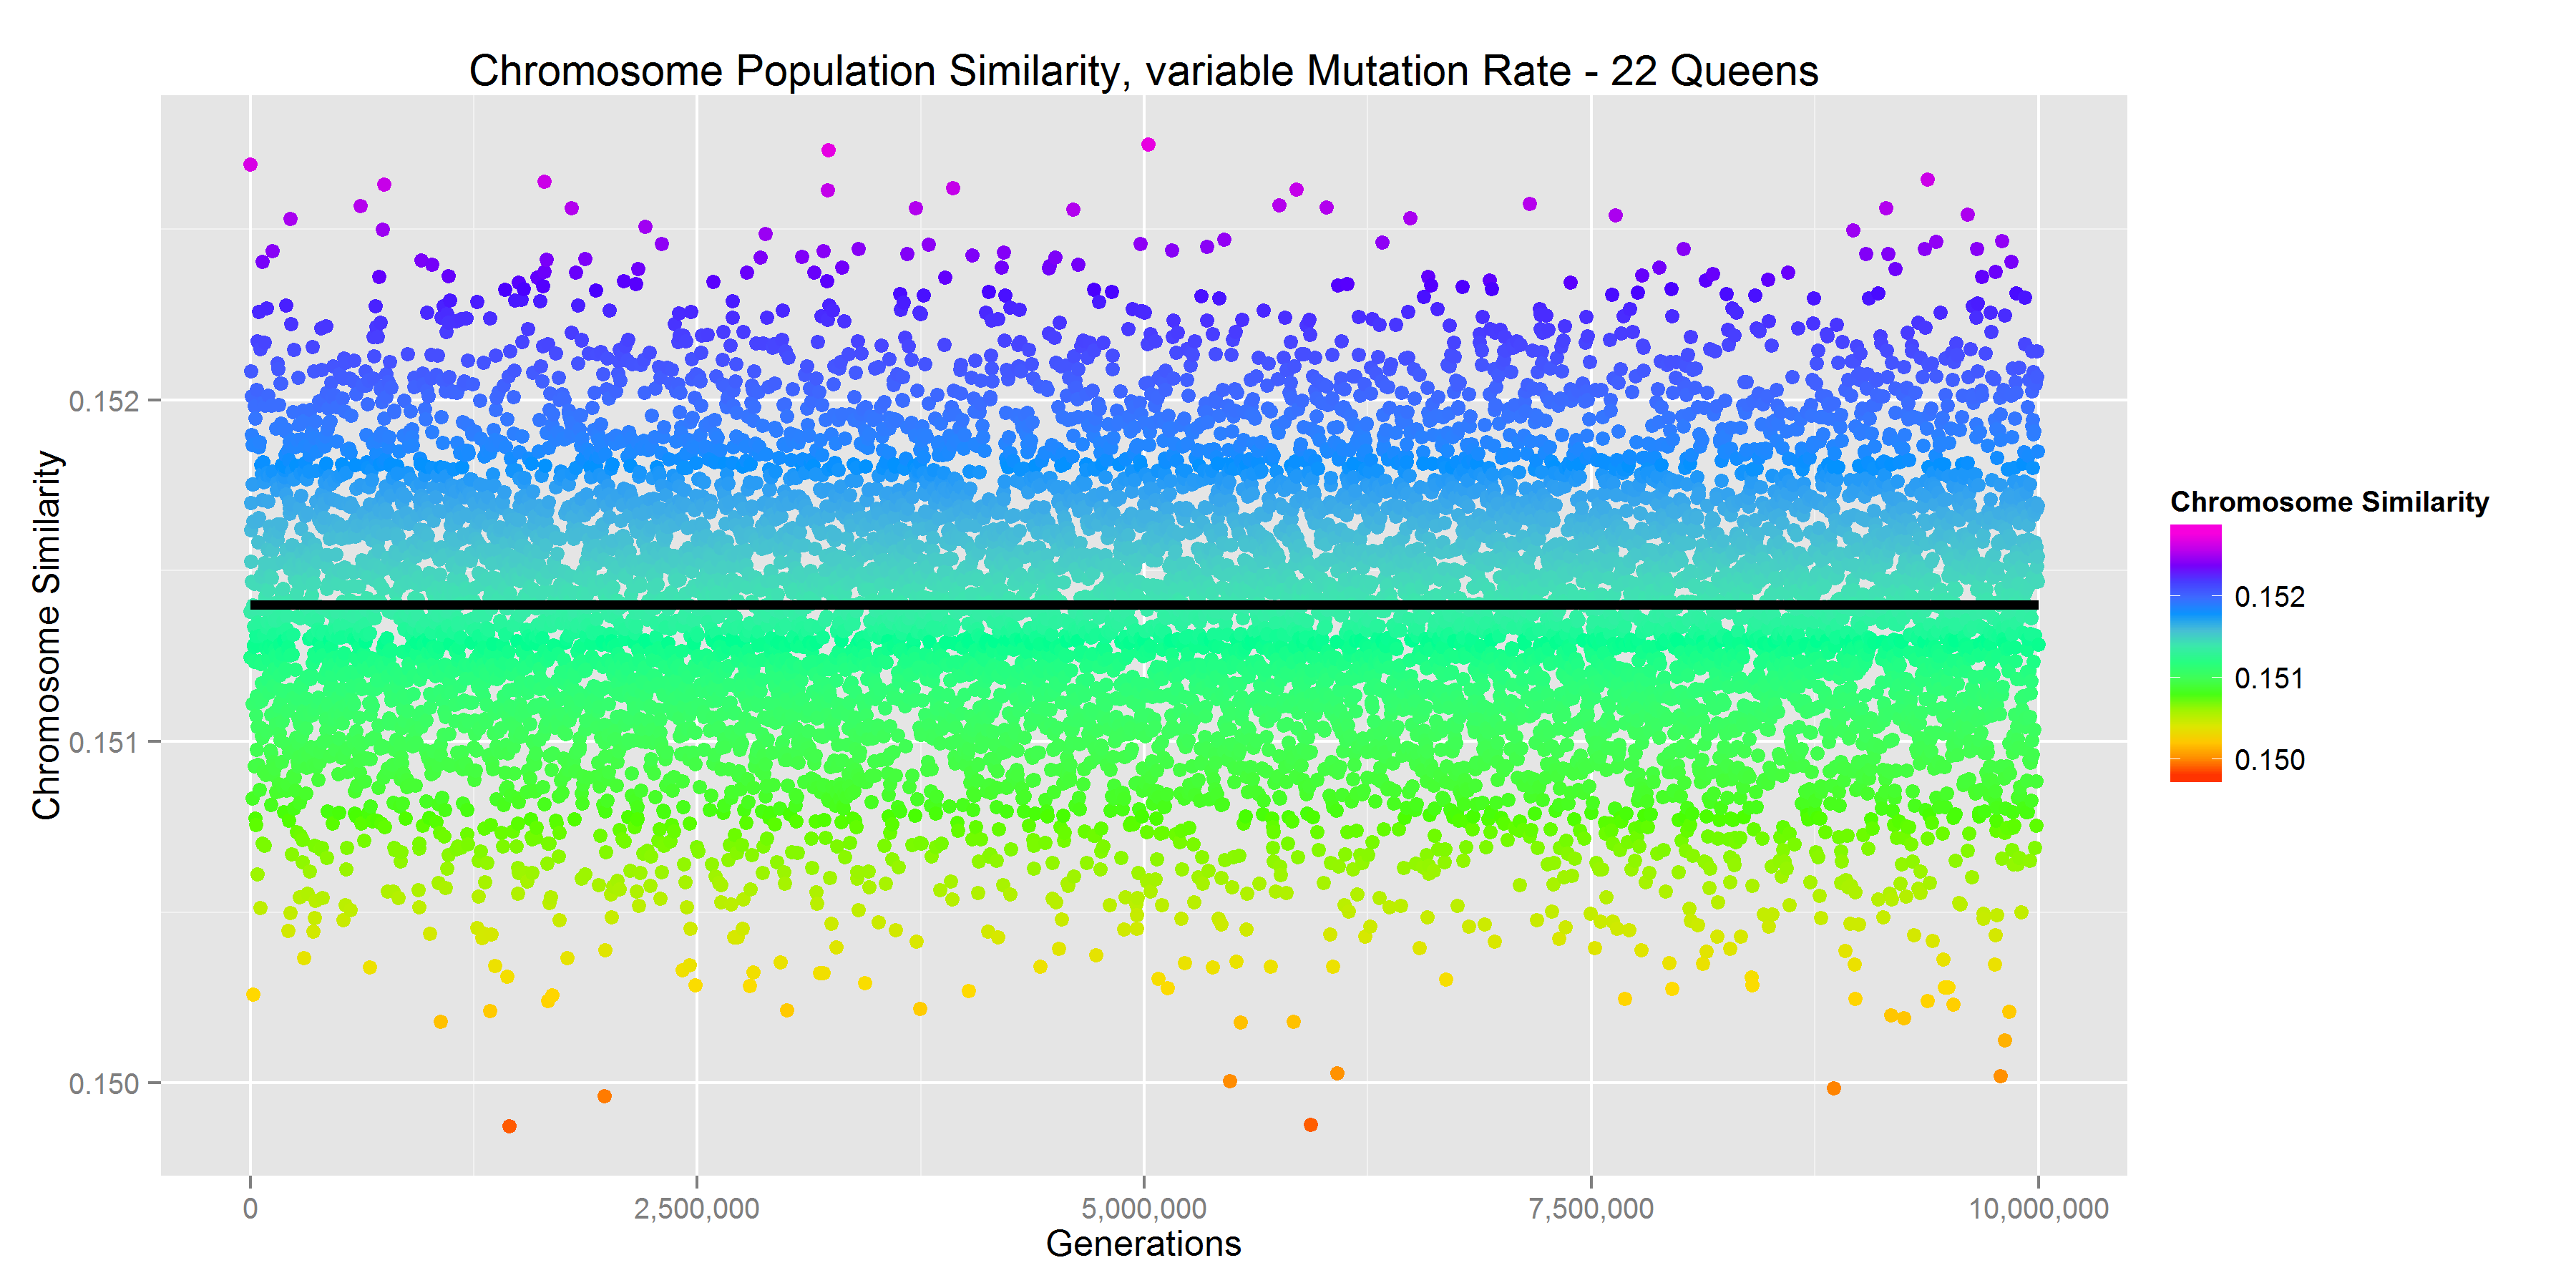 Chromosome Population Similarity, variable Mutation Rate - 22 Queens
Chromosome Similarity
0.152
0.151
0.150
0
2,500,000
5,000,000
7,500,000
10,000,000
Generations
Chromosome Similarity
0.152
0.151
0.150